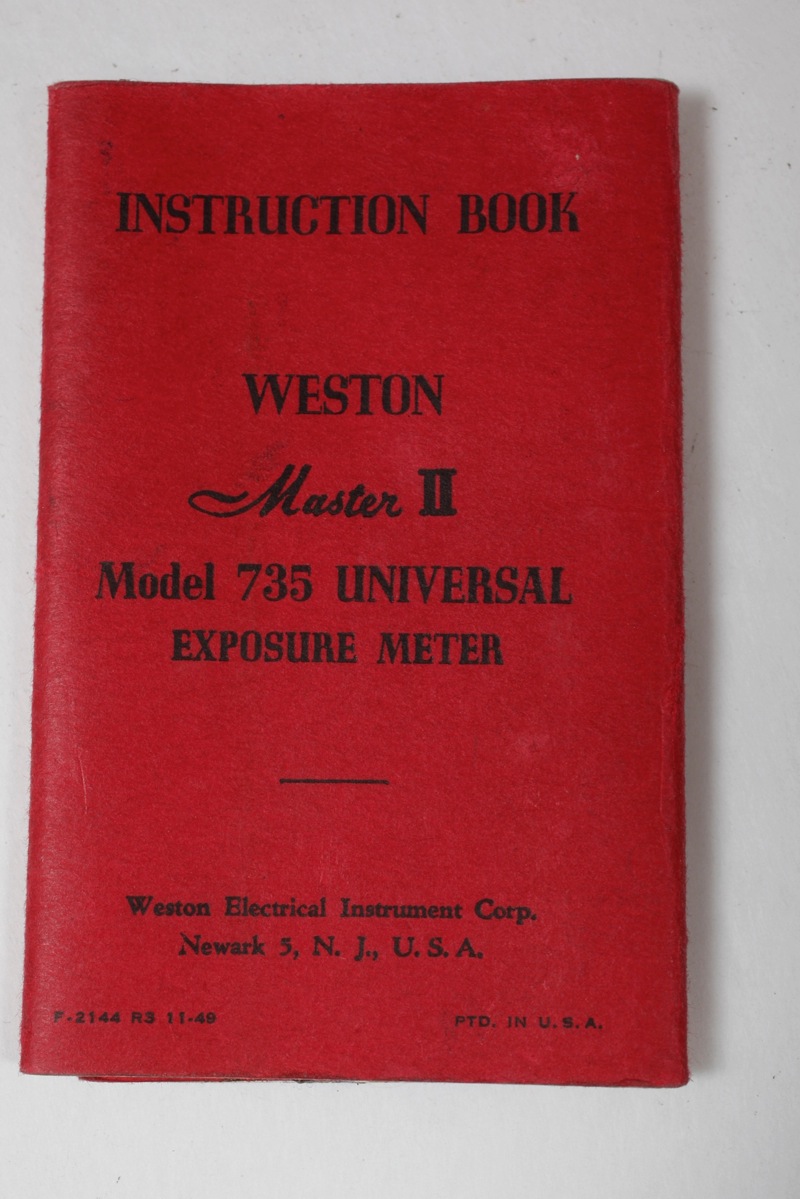 INSTRUCTION BOOK
WESTON
Master II
Model 735 UNIVERSAL
EXPOSURE METER
Weston Electrical Instrument Corp.
Newark 5, N. J., U. S. A.
F-2144 R3 11-49 PTD. IN U. S. A.